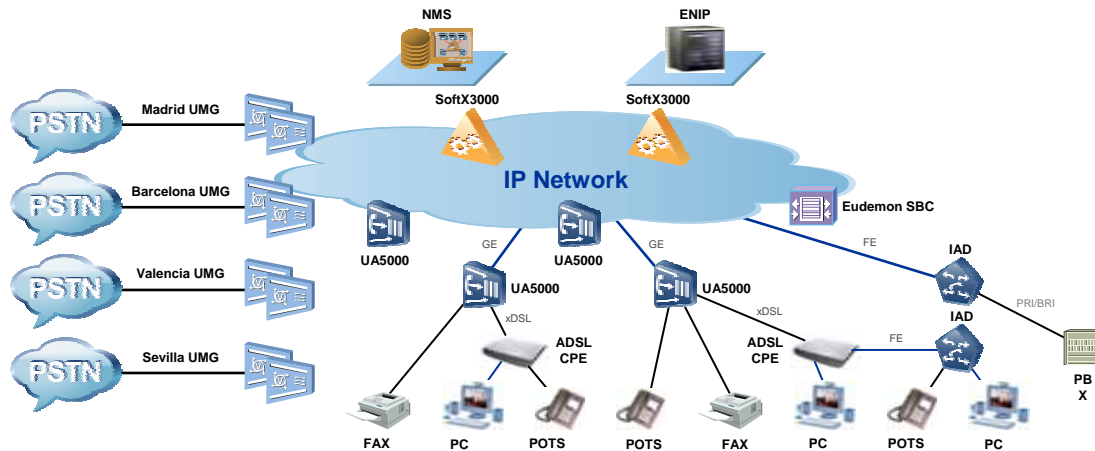 NMS
ENIP
SoftX3000
SoftX3000
PSTN
Madrid UMG
PSTN
Barcelona UMG
PSTN
Valencia UMG
PSTN
Sevilla UMG
IP Network
Eudemon SBC
UA5000
UA5000
GE
GE
FE
IAD
UA5000
UA5000
PRI/BRI
xDSL
xDSL
IAD
ADSL
CPE
ADSL
CPE
FE
PB
X
FAX
PC
POTS
POTS
FAX
PC
POTS
PC